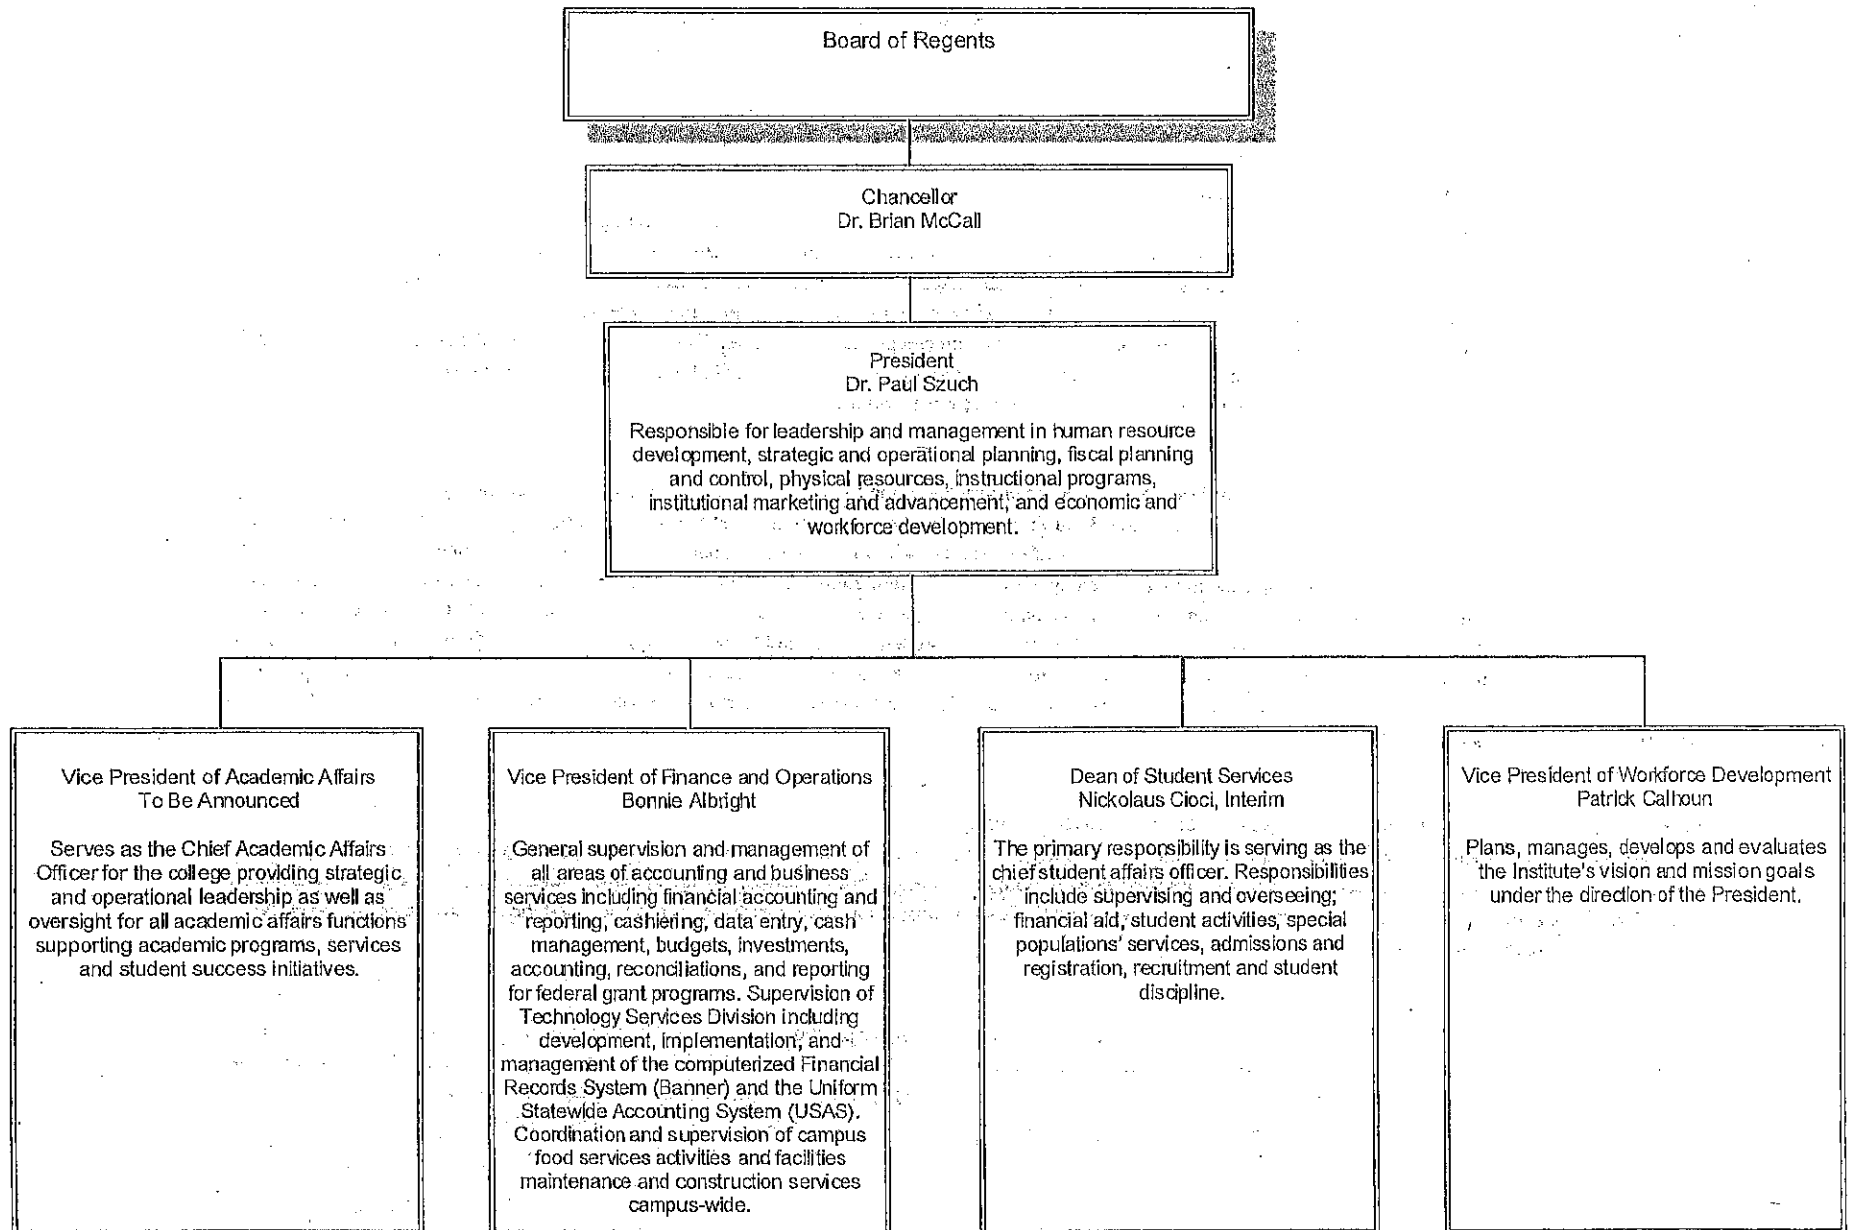 Board of Regents
Chancellor
Dr. Brian McCall
President
Dr. Paul Szuch
Responsible for leadership and management in human resource
development, strategic and operational planning, fiscal planning
and control, physical resources, instructional programs,
institutional marketing and advancement, and economic and
workforce development.
Vice President of Academic Affairs
To Be Announced
Serves as the Chief Academic Affairs
Officer for the college providing strategic
and operational leadership as well as
oversight for all academic affairs functions
supporting academic programs, services
and student success initiatives.
Vice President of Finance and Operations
Bonnie Albright
General supervision and management of
all areas of accounting and business
services including financial accounting and
reporting, cashiering, data entry, cash
management, budgets, investments,
accounting, reconciliations, and reporting
for federal grant programs. Supervision of
Technology Services Division including
development, implementation, and
management of the computerized Financial
Records System (Banner) and the Uniform
Statewide Accounting System (USAS).
Coordination and supervision of campus
food services activities and facilities
maintenance and construction services
campus-wide.
Dean of Student Services
Nickolaus Cioci, Interim
The primary responsibility is serving as the
chief student affairs officer. Responsibilities
include supervising and overseeing;
financial aid, student activities, special
populations' services, admissions and
registration, recruitment and student
discipline.
Vice President of Workforce Development
Patrick Calhoun
Plans, manages, develops and evaluates
the Institute's vision and mission goals
under the direction of the President.